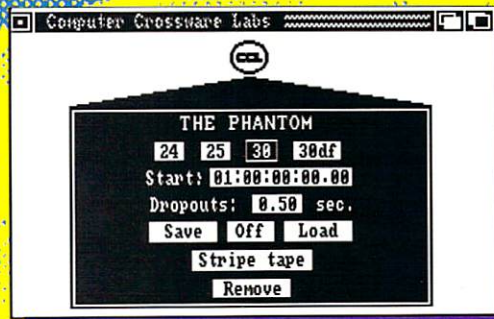 Computer Crossware Labs
CCL
THE PHANTOM
24 25 30 30df
Start: 01:00:00:00.00
Dropouts: 0.50 sec.
Save Off Load
Stripe tape
Remove